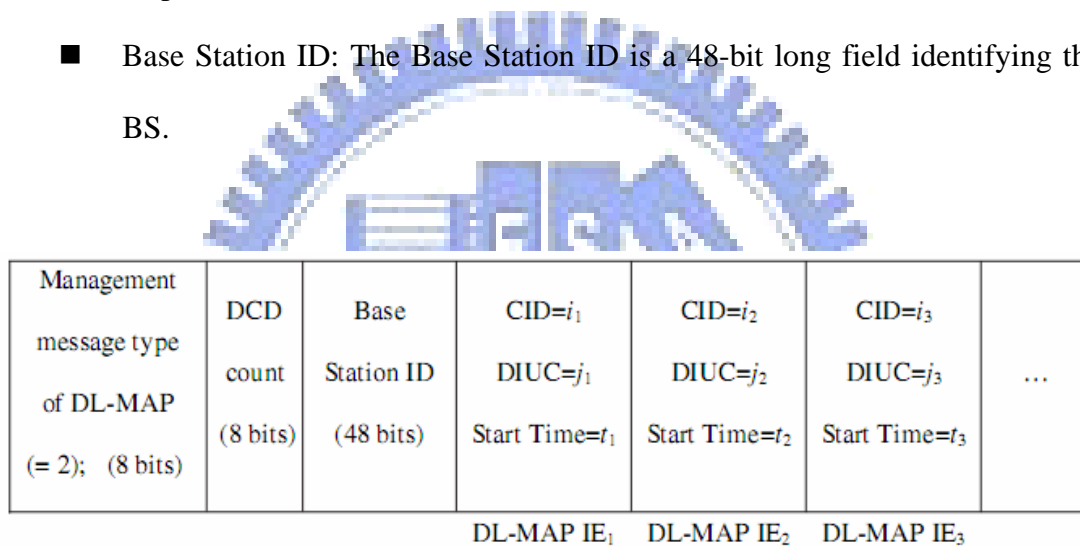 ■ Base Station ID: The Base Station ID is a 48-bit long field identifying th
BS.
Management message type of DL-MAP (= 2); (8 bits)
DCD count (8 bits)
Base Station ID (48 bits)
CID=i₁ DIUC=j₁ Start Time=t₁
CID=i₂ DIUC=j₂ Start Time=t₂
CID=i₃ DIUC=j₃ Start Time=t₃
...
DL-MAP IE₁ DL-MAP IE₂ DL-MAP IE₃